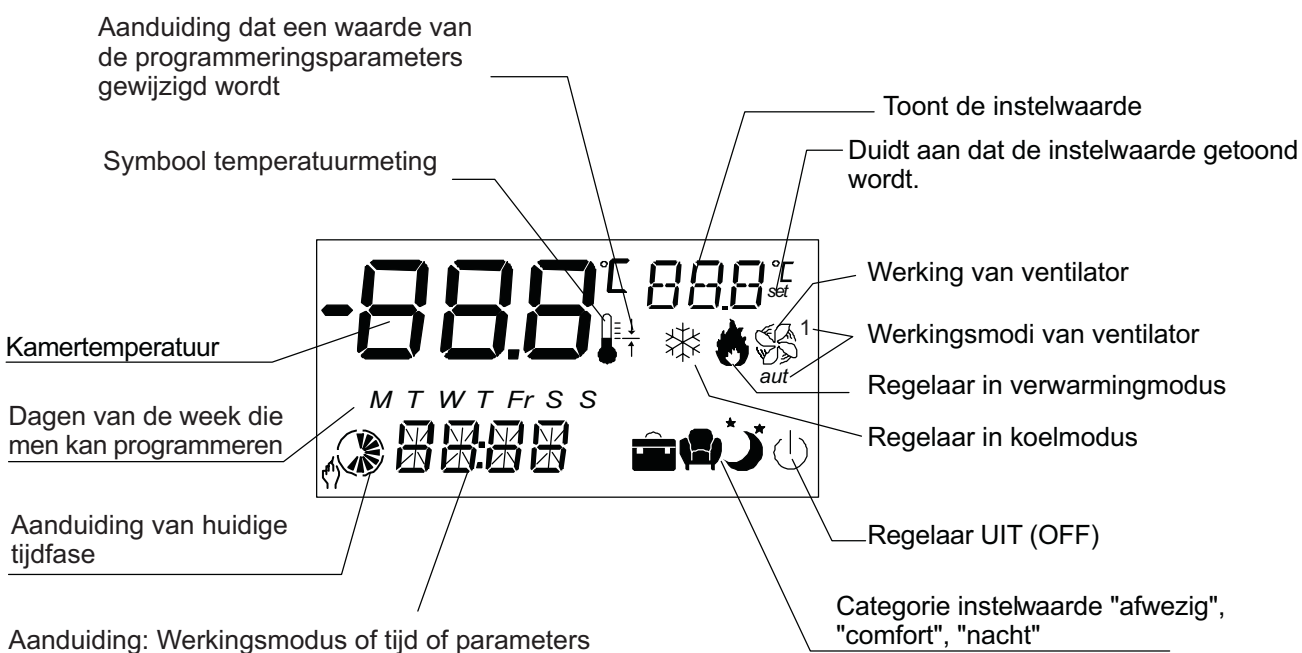 Aanduiding dat een waarde van
de programmeringsparameters
gewijzigd wordt
Toont de instelwaarde
Symbool temperatuurmeting
Duidt aan dat de instelwaarde getoond
wordt.
-88.8 °C
88.8 °C
set
Werking van ventilator
Kamertemperatuur
1
Werkingsmodi van ventilator
aut
Regelaar in verwarmingmodus
M T W T Fr S S
Dagen van de week die
men kan programmeren
88:88
Regelaar in koelmodus
Aanduiding van huidige
tijdfase
Regelaar UIT (OFF)
Categorie instelwaarde "afwezig",
"comfort", "nacht"
Aanduiding: Werkingsmodus of tijd of parameters